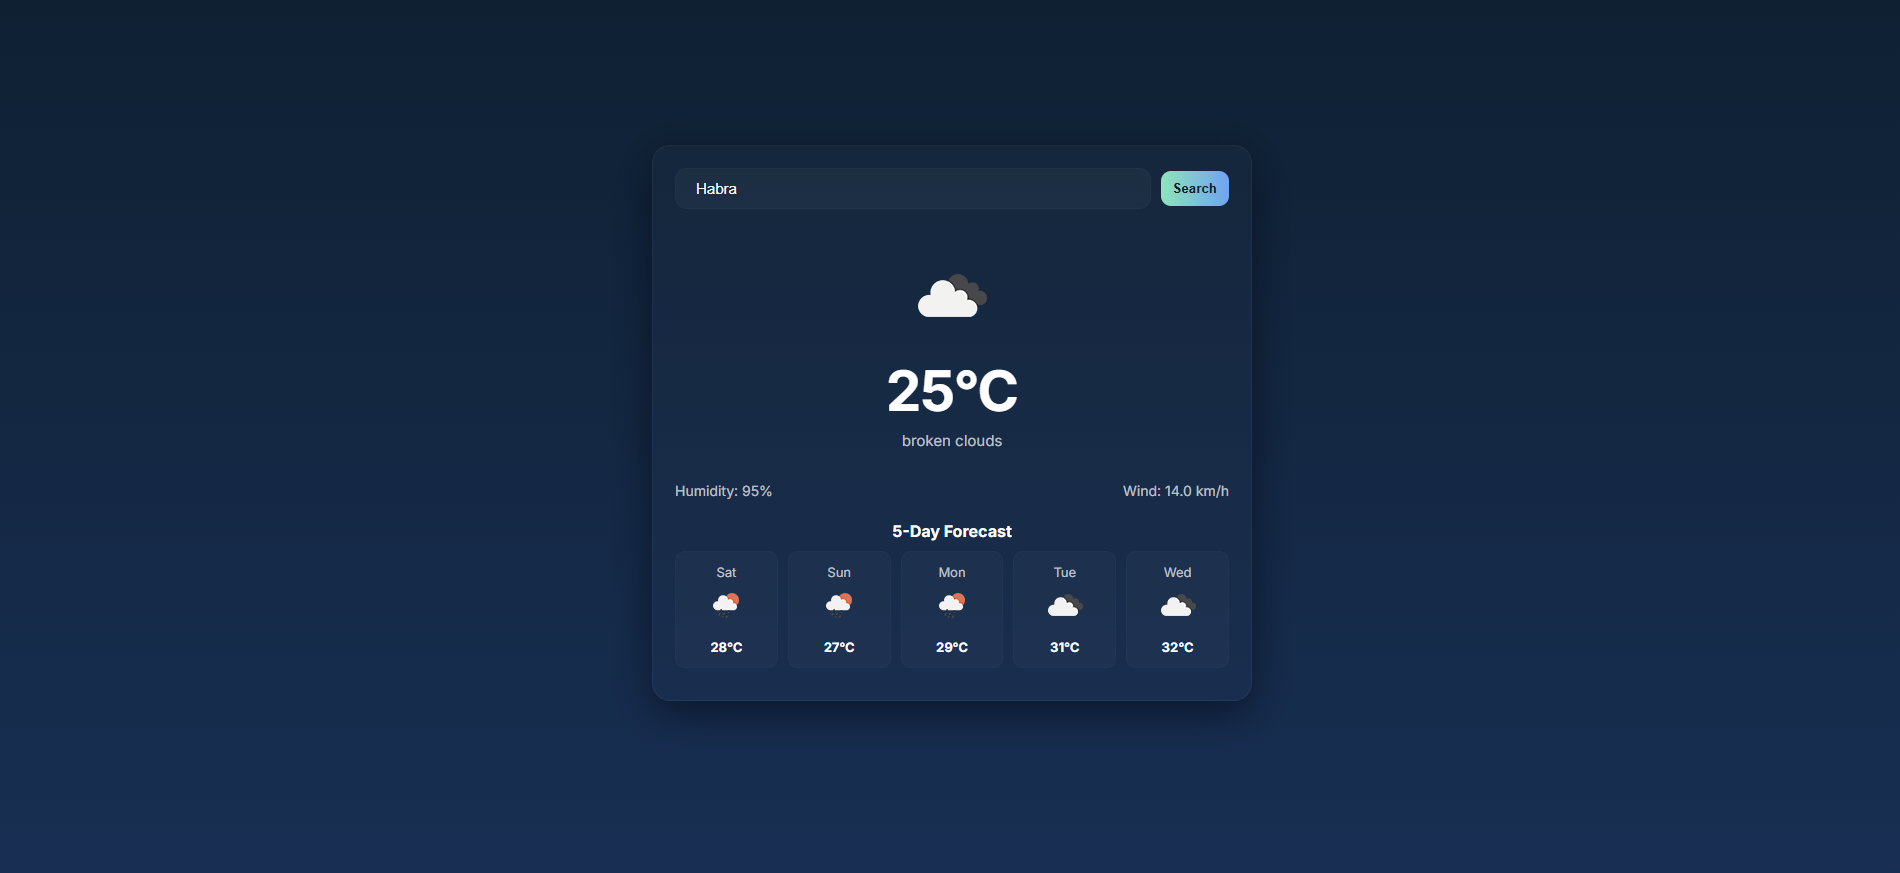 Habra
Search
25°C
broken clouds
Humidity: 95%
Wind: 14.0 km/h
5-Day Forecast
Sat
Sun
Mon
Tue
Wed
28°C
27°C
29°C
31°C
32°C